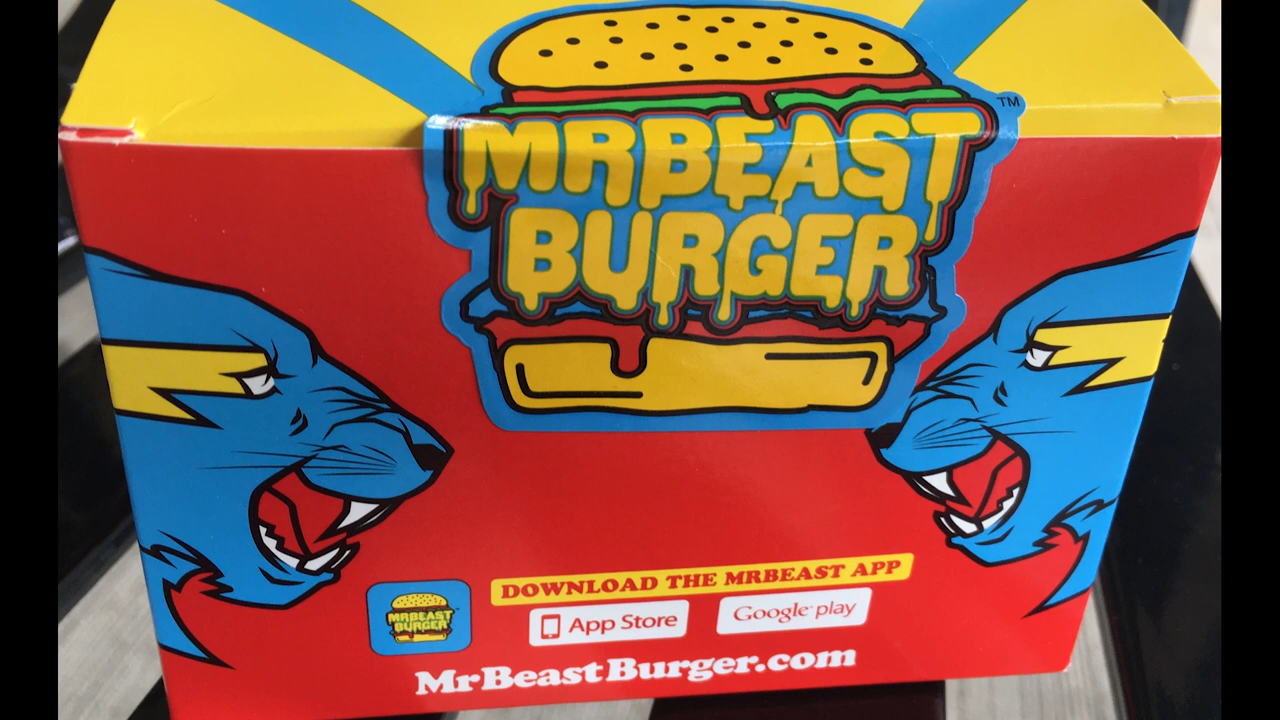 MRBEAST
BURGER
TM
DOWNLOAD THE MRBEAST APP
App Store
Google play
MRBEAST
BURGER
MrBeastBurger.com